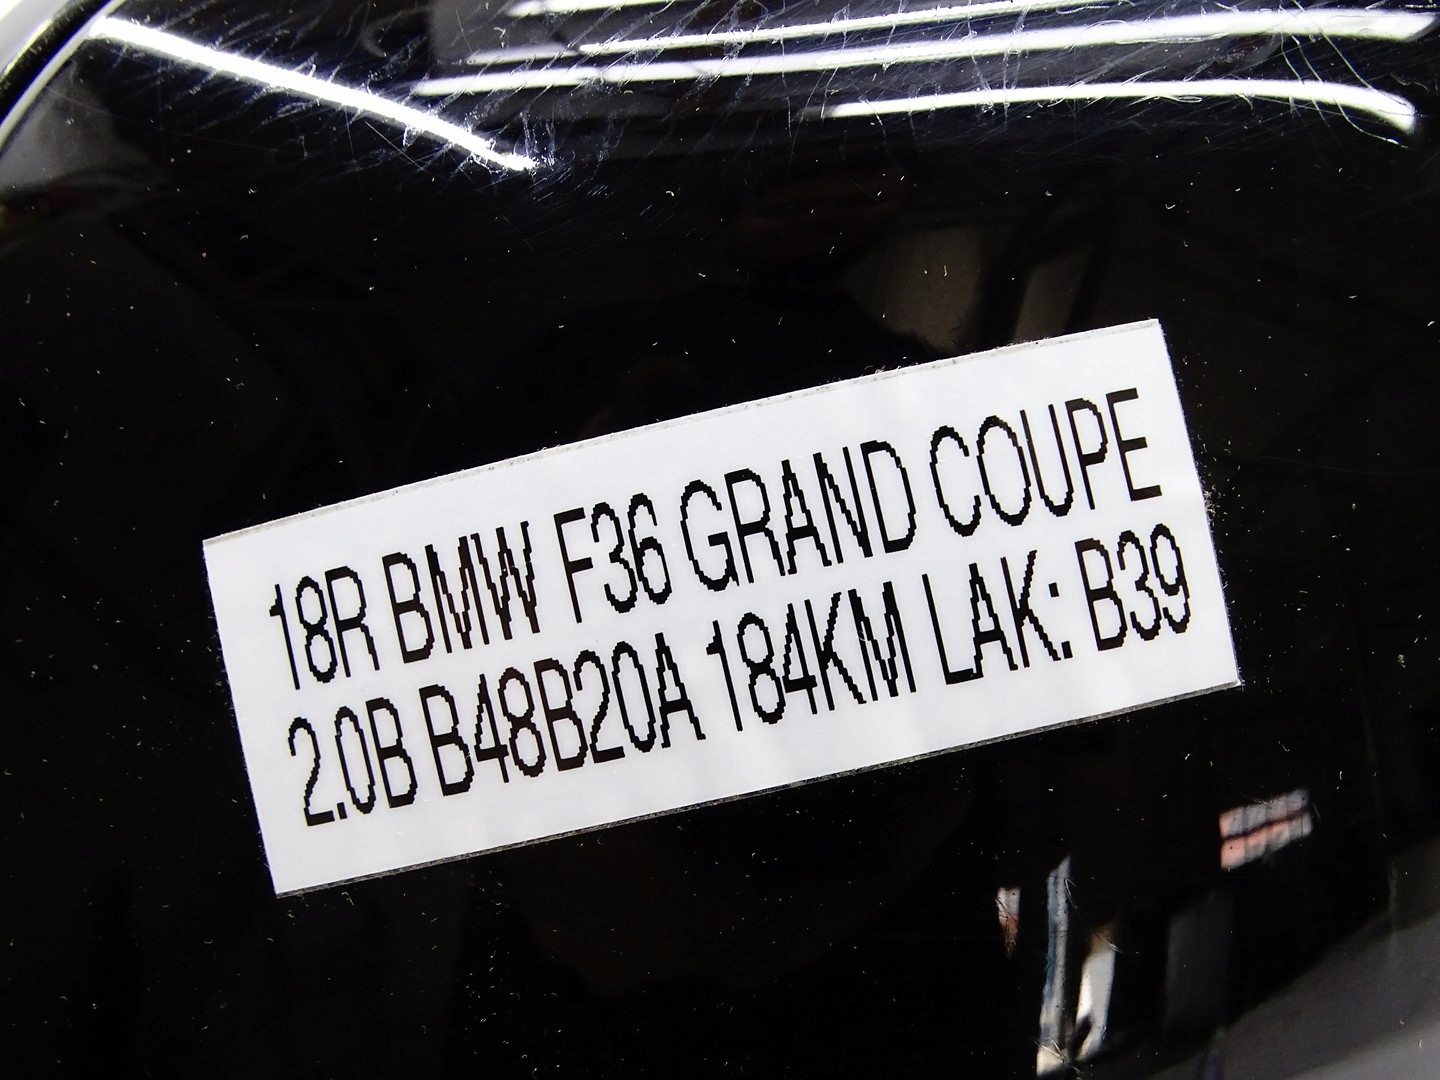 18R BMW F36 GRAND COUPE
2.0B B48B20A 184KM LAK: B39